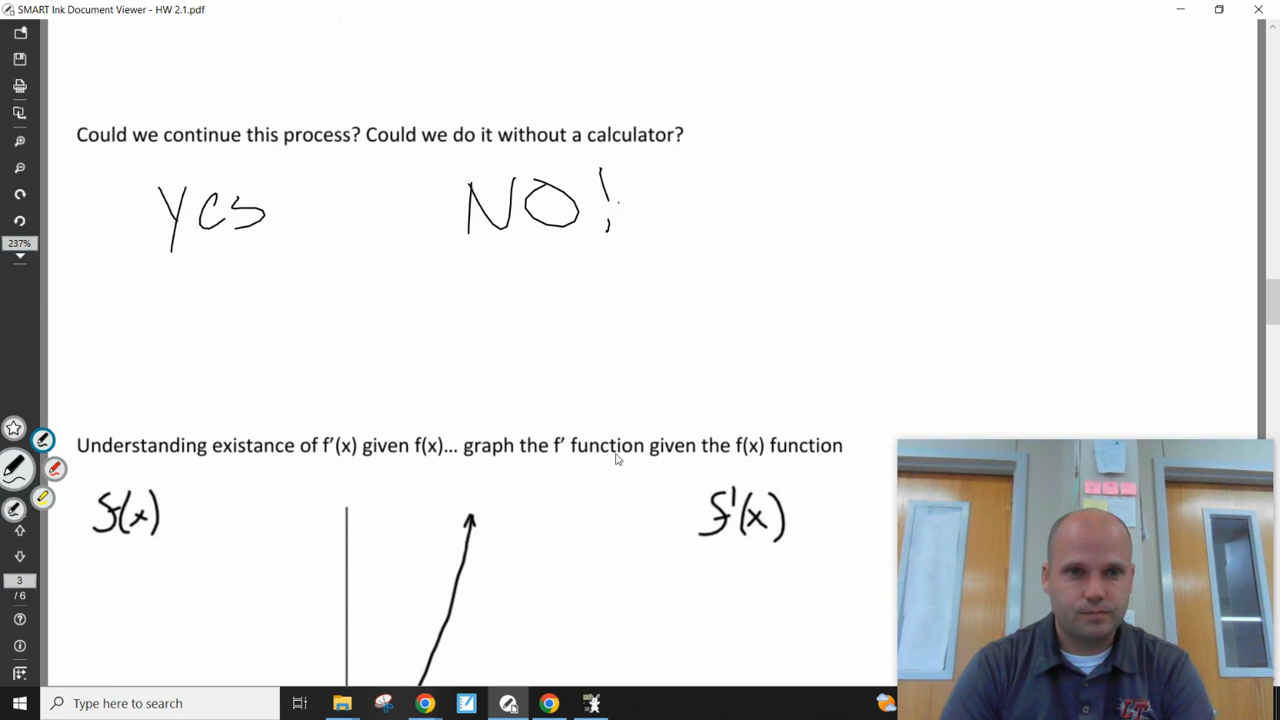 SMART Ink Document Viewer - HW 2.1.pdf
Could we continue this process? Could we do it without a calculator?
Yes NO!
237%
Understanding existance of f’(x) given f(x)... graph the f’ function given the f(x) function
f(x) f'(x)
3
/ 6
Type here to search